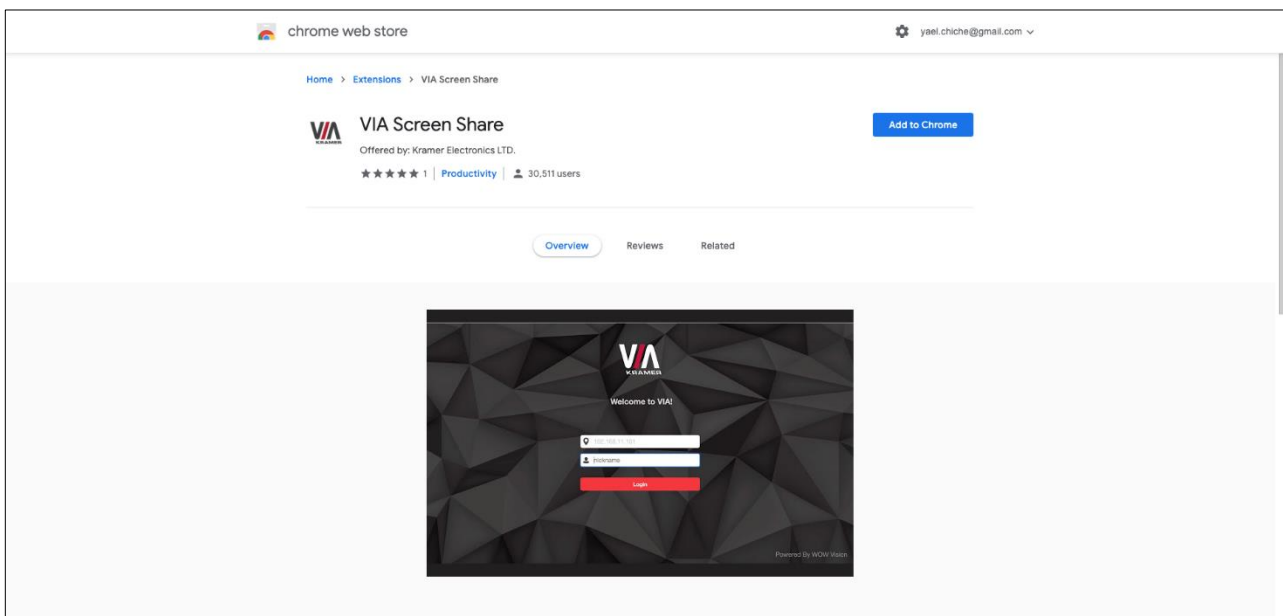 chrome web store
yael.chiche@gmail.com
Home > Extensions > VIA Screen Share
VIA KRAMER
VIA Screen Share
Add to Chrome
Offered by: Kramer Electronics LTD.
1 | Productivity | 30,511 users
Overview Reviews Related
VIA
KRAMER
Welcome to VIA!
nickname
Login
Powered By WOW Vision